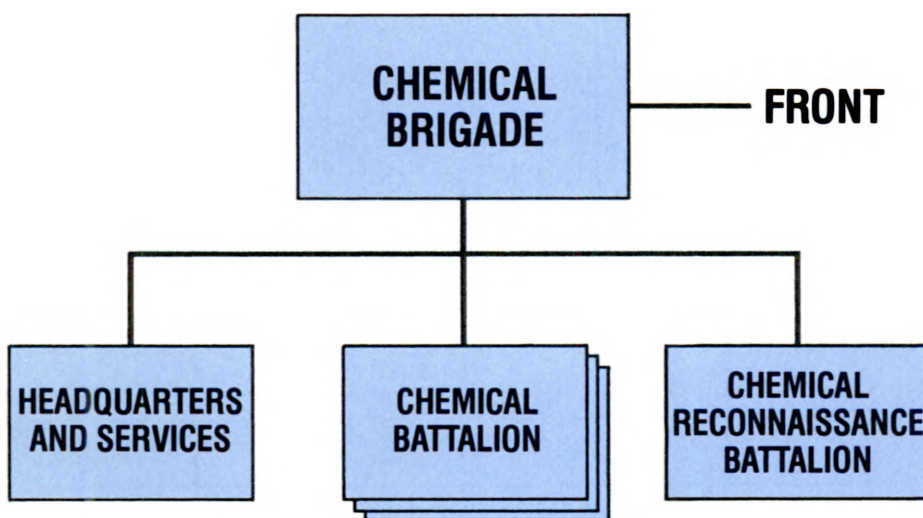 CHEMICAL
BRIGADE
FRONT
HEADQUARTERS
AND SERVICES
CHEMICAL
BATTALION
CHEMICAL
RECONNAISSANCE
BATTALION